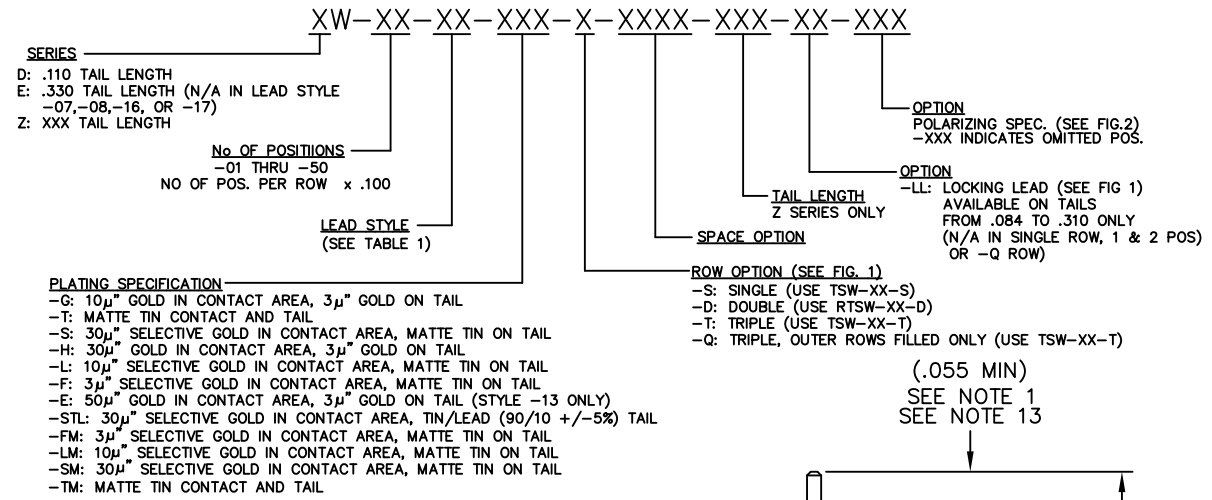 XW-XX-XX-XXX-X-XXXX-XXX-XX-XXX
SERIES
D: .110 TAIL LENGTH
E: .330 TAIL LENGTH (N/A IN LEAD STYLE
-07,-08,-16, OR -17)
Z: XXX TAIL LENGTH
No OF POSITIIONS
-01 THRU -50
NO OF POS. PER ROW x .100
LEAD STYLE
(SEE TABLE 1)
PLATING SPECIFICATION
-G: 10µ" GOLD IN CONTACT AREA, 3µ" GOLD ON TAIL
-T: MATTE TIN CONTACT AND TAIL
-S: 30µ" SELECTIVE GOLD IN CONTACT AREA, MATTE TIN ON TAIL
-H: 30µ" GOLD IN CONTACT AREA, 3µ" GOLD ON TAIL
-L: 10µ" SELECTIVE GOLD IN CONTACT AREA, MATTE TIN ON TAIL
-F: 3µ" SELECTIVE GOLD IN CONTACT AREA, MATTE TIN ON TAIL
-E: 50µ" GOLD IN CONTACT AREA, 3µ" GOLD ON TAIL (STYLE -13 ONLY)
-STL: 30µ" SELECTIVE GOLD IN CONTACT AREA, TIN/LEAD (90/10 +/-5%) TAIL
-FM: 3µ" SELECTIVE GOLD IN CONTACT AREA, MATTE TIN ON TAIL
-LM: 10µ" SELECTIVE GOLD IN CONTACT AREA, MATTE TIN ON TAIL
-SM: 30µ" SELECTIVE GOLD IN CONTACT AREA, MATTE TIN ON TAIL
-TM: MATTE TIN CONTACT AND TAIL
OPTION
POLARIZING SPEC. (SEE FIG.2)
-XXX INDICATES OMITTED POS.
OPTION
-LL: LOCKING LEAD (SEE FIG 1)
AVAILABLE ON TAILS
FROM .084 TO .310 ONLY
(N/A IN SINGLE ROW, 1 & 2 POS)
OR -Q ROW)
TAIL LENGTH
Z SERIES ONLY
SPACE OPTION
ROW OPTION (SEE FIG. 1)
-S: SINGLE (USE TSW-XX-S)
-D: DOUBLE (USE RTSW-XX-D)
-T: TRIPLE (USE TSW-XX-T)
-Q: TRIPLE, OUTER ROWS FILLED ONLY (USE TSW-XX-T)
(.055 MIN)
SEE NOTE 1
SEE NOTE 13